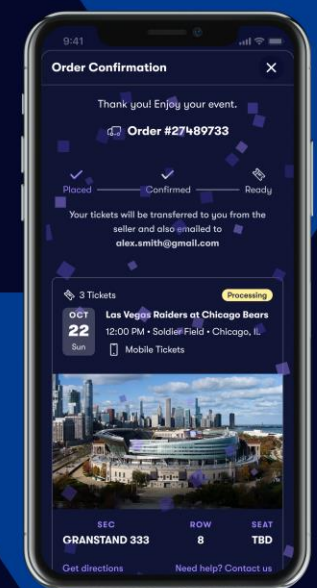 9:41
Order Confirmation
Thank you! Enjoy your event.
Order #27489733
Placed Confirmed Ready
Your tickets will be transferred to you from the
seller and also emailed to
alex.smith@gmail.com
3 Tickets Processing
OCT
22
Sun
Las Vegas Raiders at Chicago Bears
12:00 PM • Soldier Field • Chicago, IL
Mobile Tickets
SEC ROW SEAT
GRANSTAND 333 8 TBD
Get directions Need help? Contact us